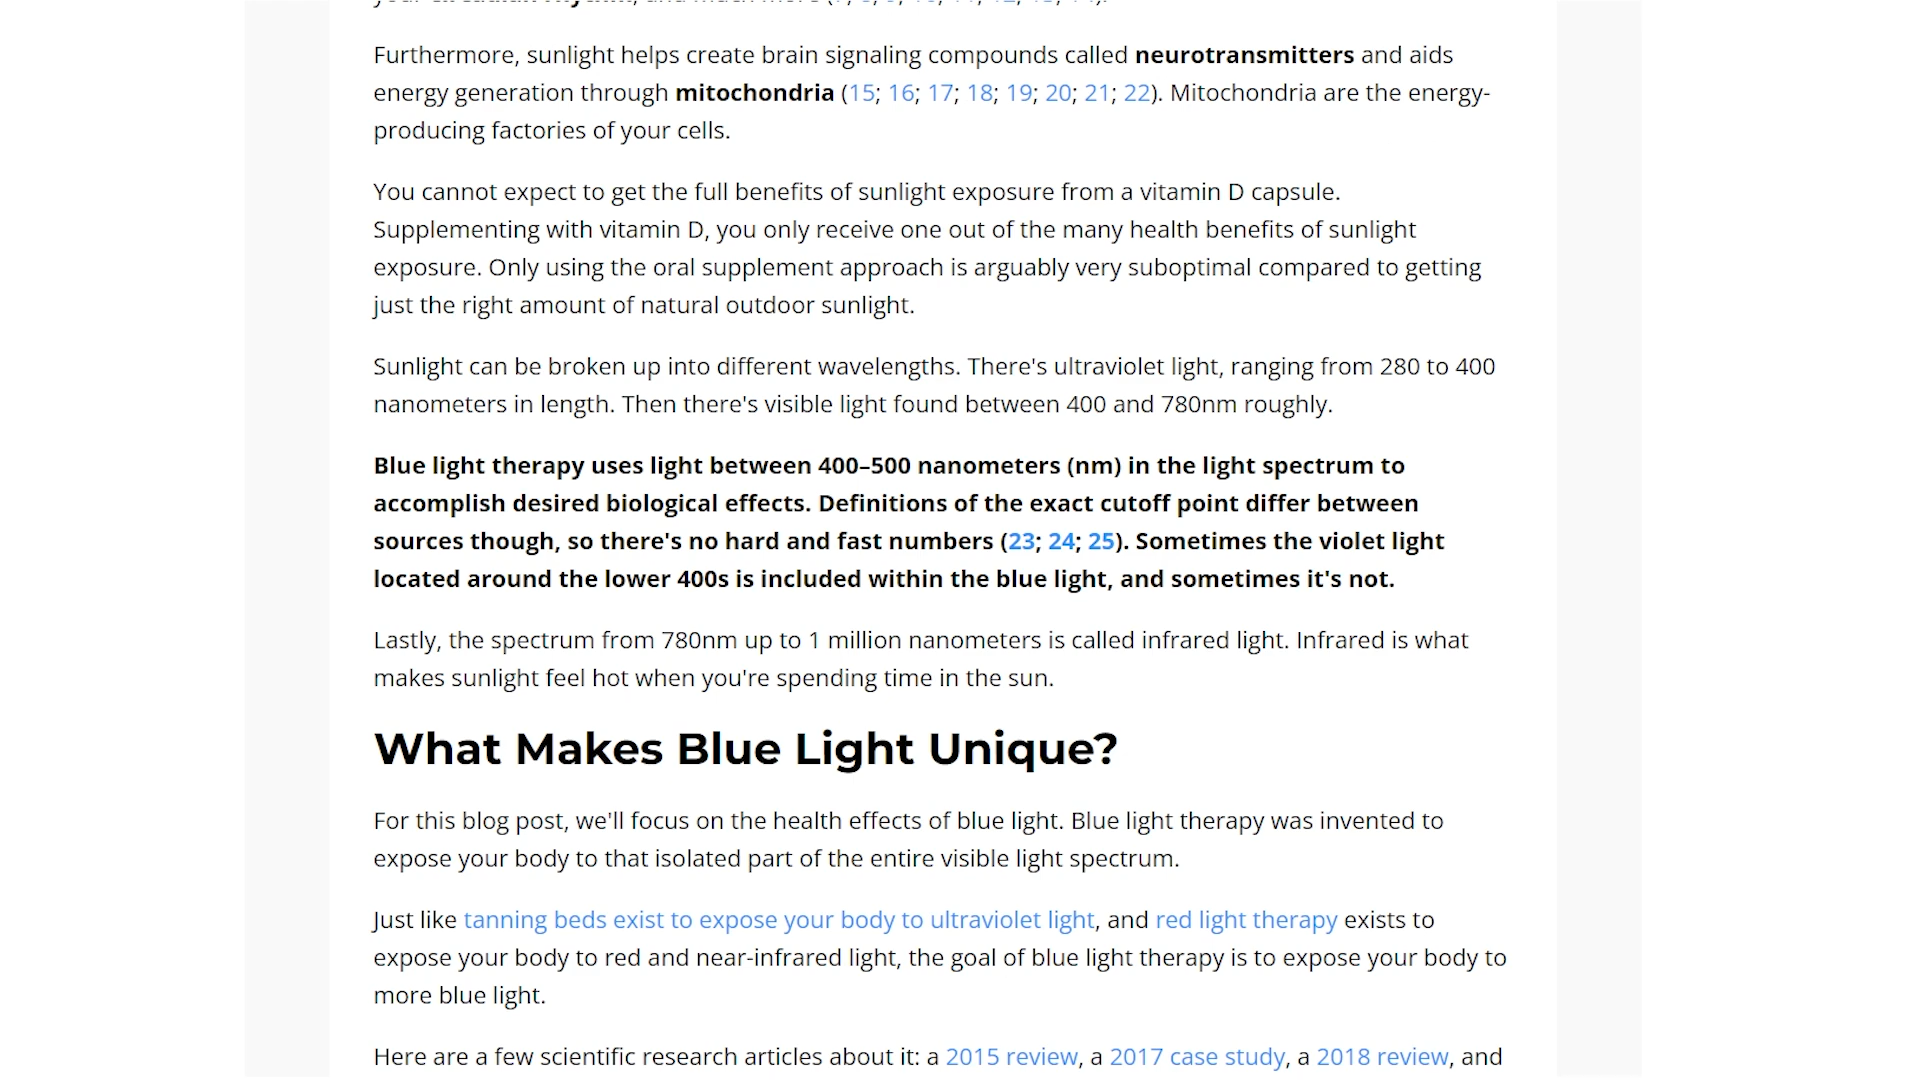 Furthermore, sunlight helps create brain signaling compounds called neurotransmitters and aids
energy generation through mitochondria (15; 16; 17; 18; 19; 20; 21; 22). Mitochondria are the energy-
producing factories of your cells.
You cannot expect to get the full benefits of sunlight exposure from a vitamin D capsule.
Supplementing with vitamin D, you only receive one out of the many health benefits of sunlight
exposure. Only using the oral supplement approach is arguably very suboptimal compared to getting
just the right amount of natural outdoor sunlight.
Sunlight can be broken up into different wavelengths. There's ultraviolet light, ranging from 280 to 400
nanometers in length. Then there's visible light found between 400 and 780nm roughly.
Blue light therapy uses light between 400–500 nanometers (nm) in the light spectrum to
accomplish desired biological effects. Definitions of the exact cutoff point differ between
sources though, so there's no hard and fast numbers (23; 24; 25). Sometimes the violet light
located around the lower 400s is included within the blue light, and sometimes it's not.
Lastly, the spectrum from 780nm up to 1 million nanometers is called infrared light. Infrared is what
makes sunlight feel hot when you're spending time in the sun.
What Makes Blue Light Unique?
For this blog post, we'll focus on the health effects of blue light. Blue light therapy was invented to
expose your body to that isolated part of the entire visible light spectrum.
Just like tanning beds exist to expose your body to ultraviolet light, and red light therapy exists to
expose your body to red and near-infrared light, the goal of blue light therapy is to expose your body to
more blue light.
Here are a few scientific research articles about it: a 2015 review, a 2017 case study, a 2018 review, and